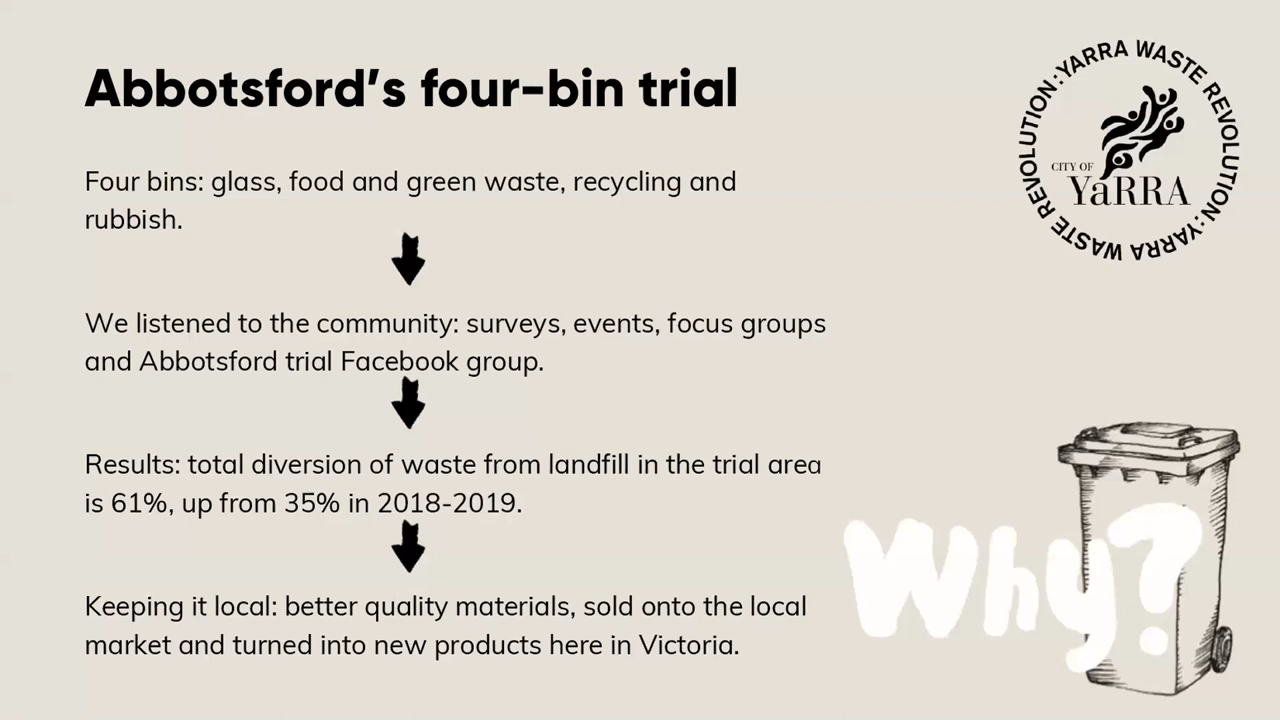 Abbotsford’s four-bin trial
Four bins: glass, food and green waste, recycling and
rubbish.
We listened to the community: surveys, events, focus groups
and Abbotsford trial Facebook group.
Results: total diversion of waste from landfill in the trial area
is 61%, up from 35% in 2018-2019.
Keeping it local: better quality materials, sold onto the local
market and turned into new products here in Victoria.
YARRA WASTE REVOLUTION:YARRA WASTE REVOLUTION:
CITY OF
YaRRA
Why?